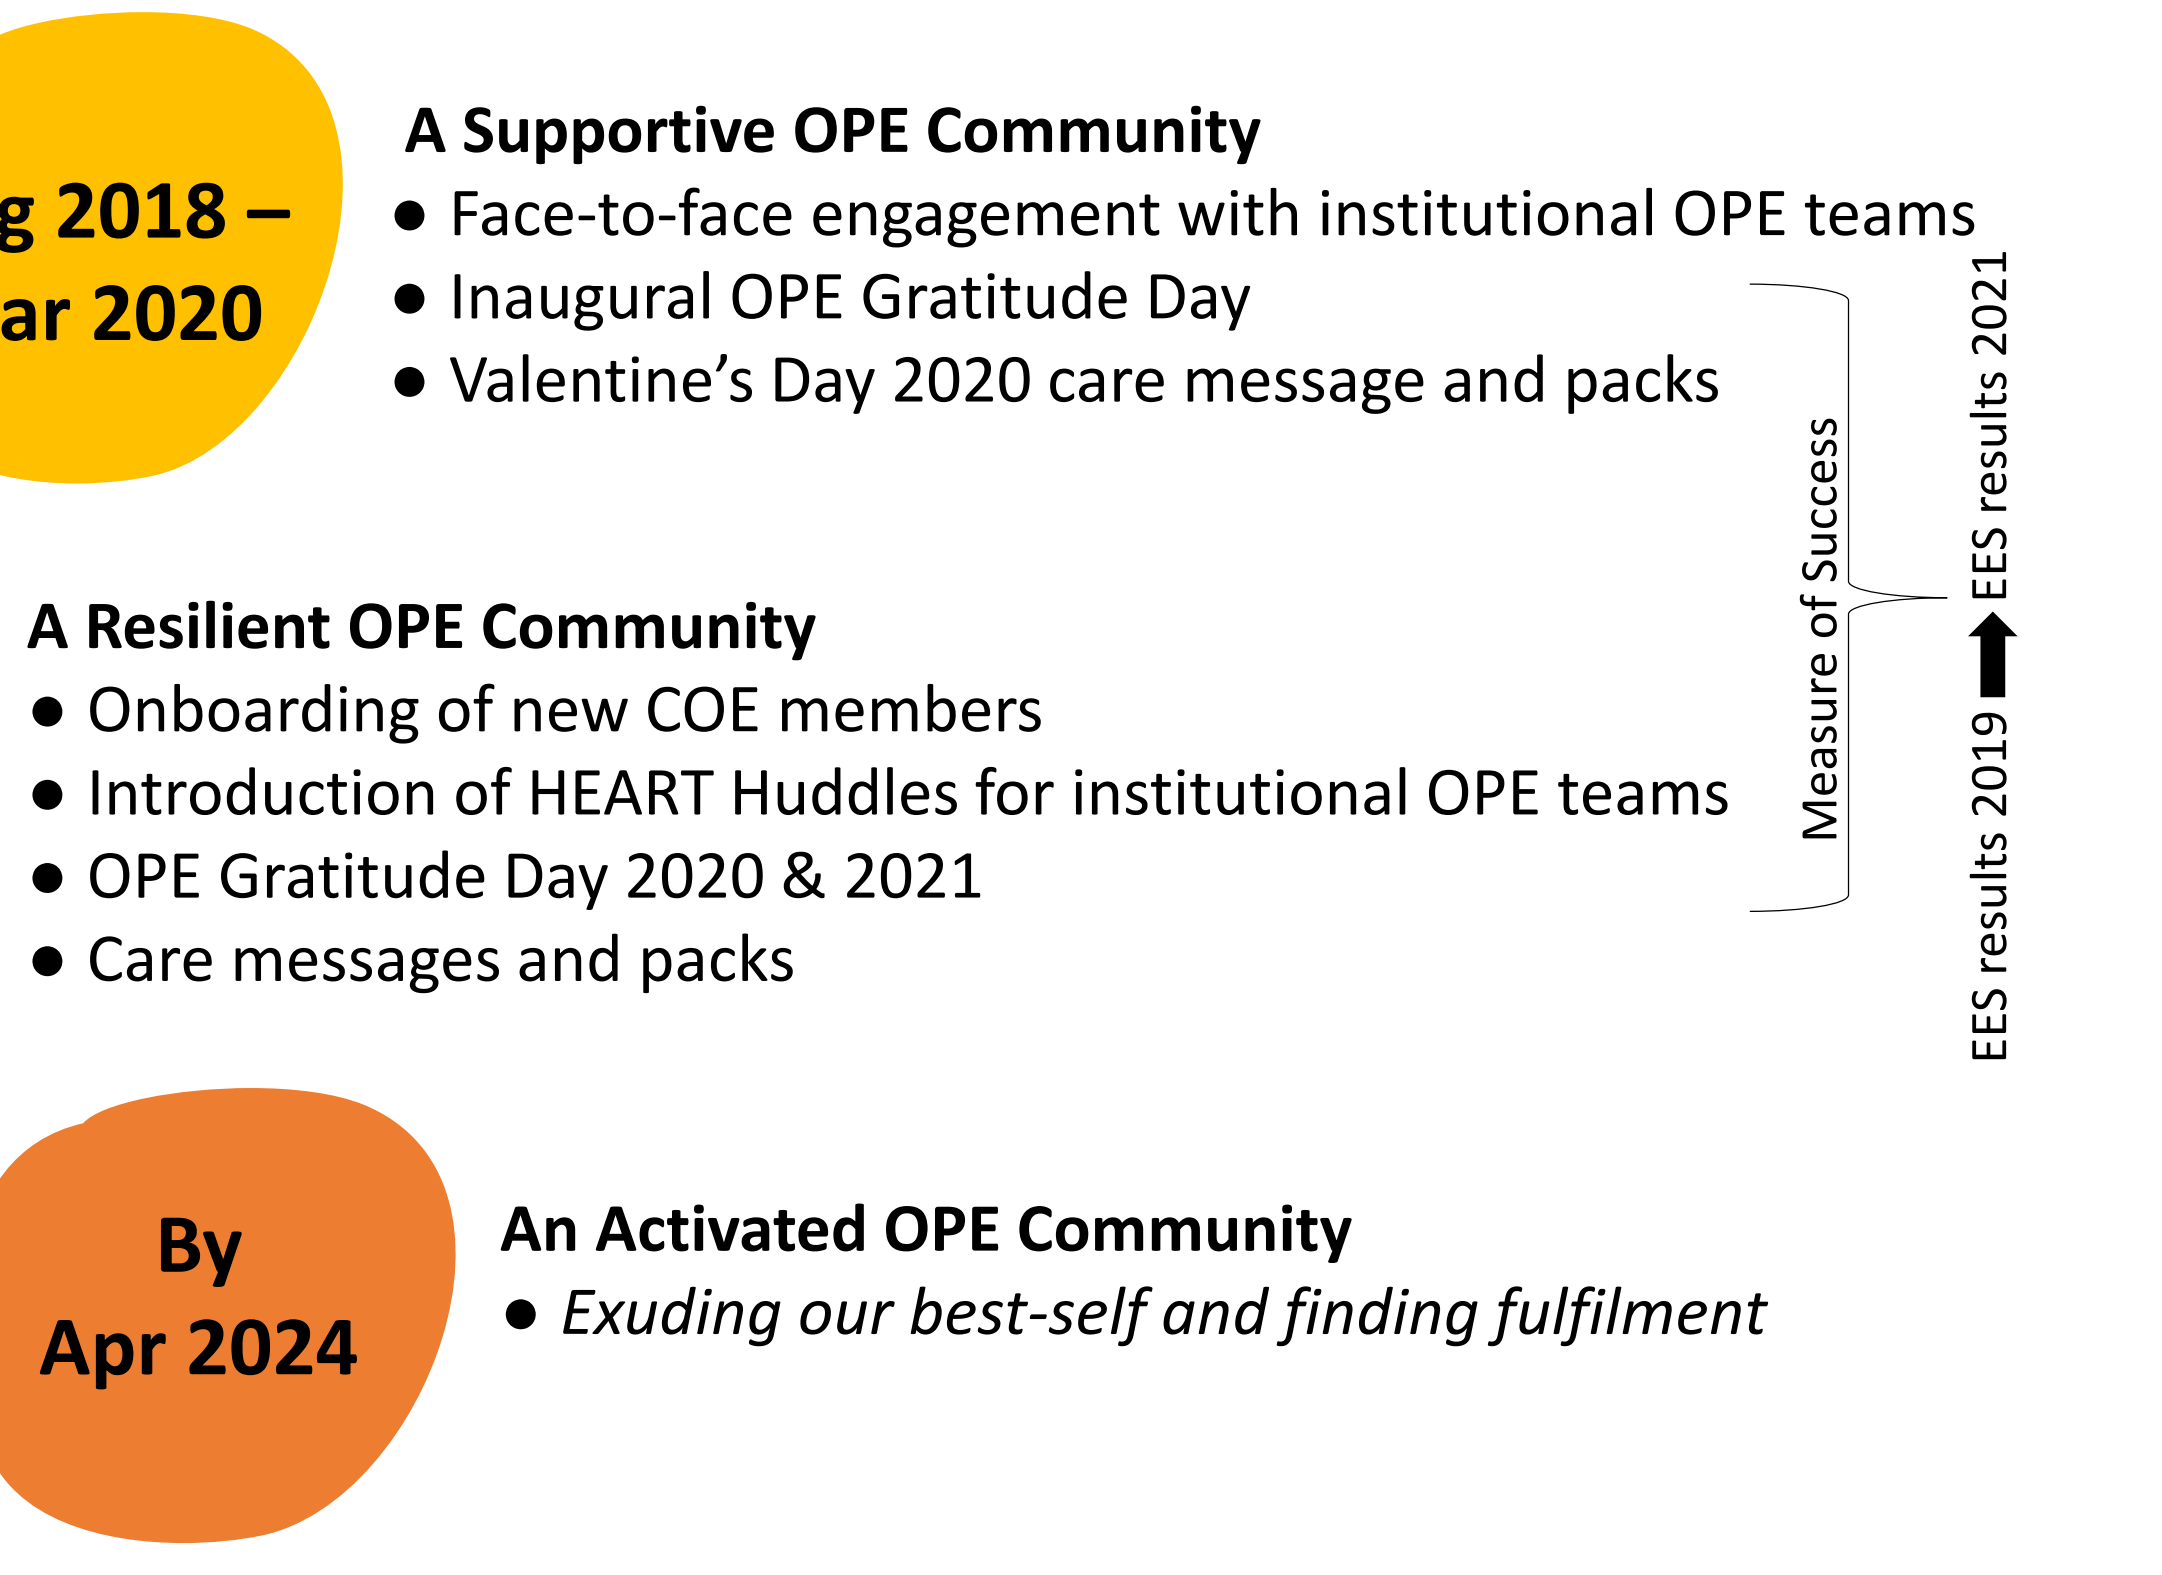 g 2018 –
ar 2020
A Supportive OPE Community
● Face-to-face engagement with institutional OPE teams
● Inaugural OPE Gratitude Day
● Valentine’s Day 2020 care message and packs
A Resilient OPE Community
● Onboarding of new COE members
● Introduction of HEART Huddles for institutional OPE teams
● OPE Gratitude Day 2020 & 2021
● Care messages and packs
Measure of Success
EES results 2019
EES results 2021
By
Apr 2024
An Activated OPE Community
● Exuding our best-self and finding fulfilment